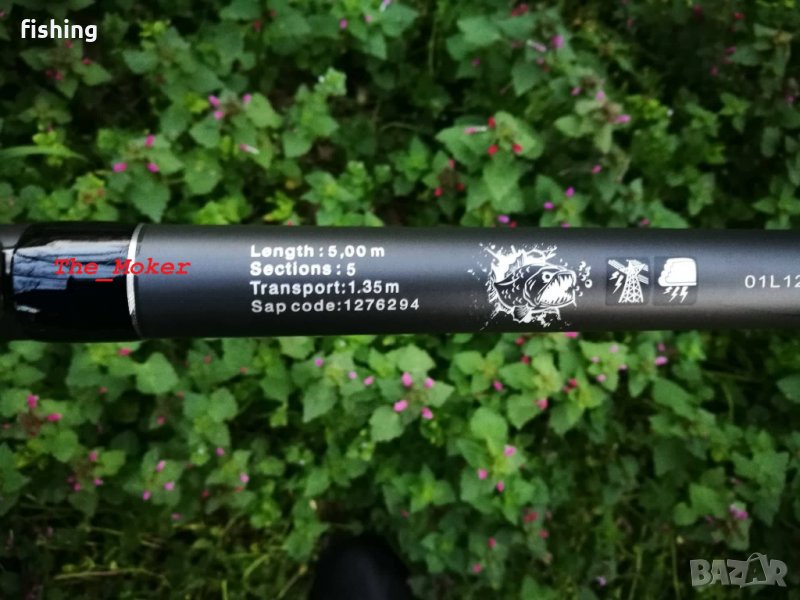 fishing
The_Moker
Length : 5,00 m
Sections : 5
Transport:1.35m
Sap code:1276294
01L12
BAZAR